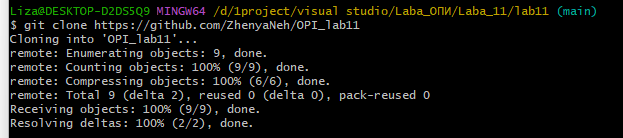 Liza@DESKTOP-D2DS5Q9 MINGW64 /d/1project/visual studio/Laba_ОПИ/Laba_11/lab11 (main)
$ git clone https://github.com/ZhenyaNeh/OPI_lab11
Cloning into 'OPI_lab11'...
remote: Enumerating objects: 9, done.
remote: Counting objects: 100% (9/9), done.
remote: Compressing objects: 100% (6/6), done.
remote: Total 9 (delta 2), reused 0 (delta 0), pack-reused 0
Receiving objects: 100% (9/9), done.
Resolving deltas: 100% (2/2), done.